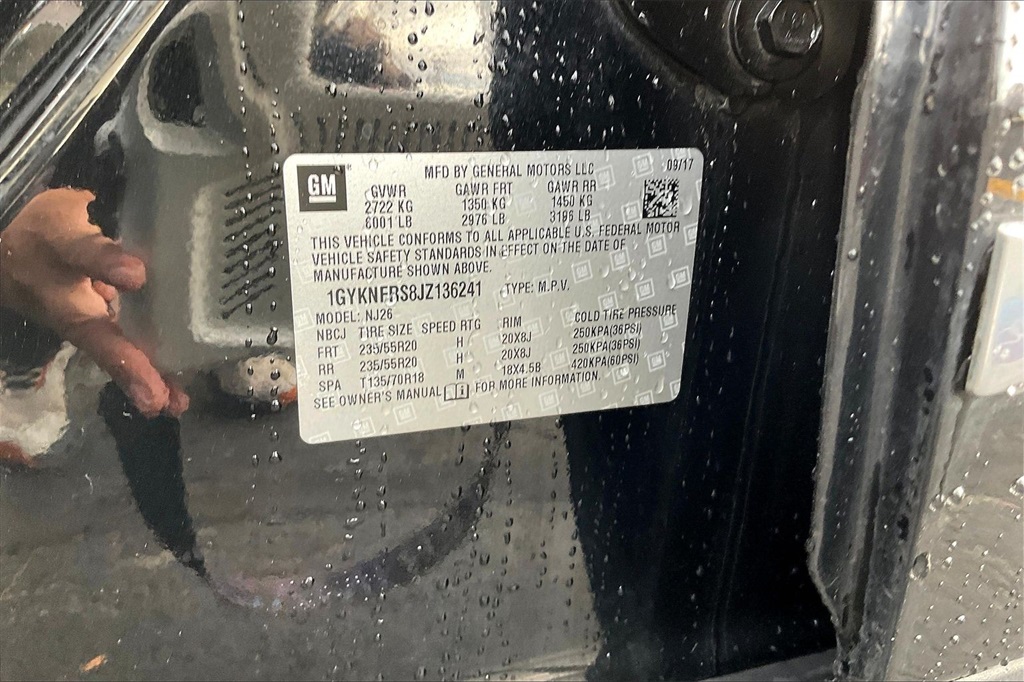 GM
MFD BY GENERAL MOTORS LLC 09/17
GVWR GAWR FRT GAWR RR
2722 KG 1350 KG 1450 KG
6001 LB 2976 LB 3196 LB
THIS VEHICLE CONFORMS TO ALL APPLICABLE U.S. FEDERAL MOTOR
VEHICLE SAFETY STANDARDS IN EFFECT ON THE DATE OF
MANUFACTURE SHOWN ABOVE.
1GYKNFRS8JZ136241 TYPE: M.P.V.
MODEL: NJ26
NBCJ TIRE SIZE SPEED RTG RIM COLD TIRE PRESSURE
FRT 235/55R20 H 20X8J 250KPA(36PSI)
RR 235/55R20 H 20X8J 250KPA(36PSI)
SPA T135/70R18 M 18X4.5B 420KPA(60PSI)
SEE OWNER'S MANUAL FOR MORE INFORMATION.